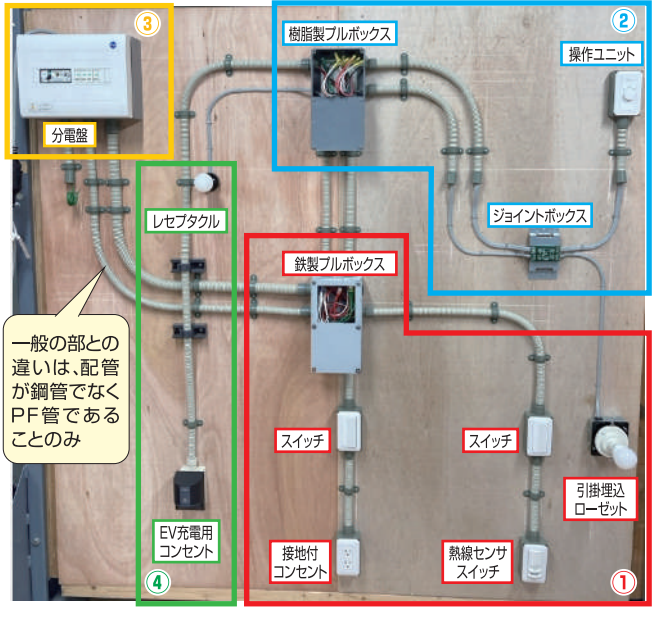 ③
②
樹脂製プルボックス
操作ユニット
分電盤
レセプタクル
ジョイントボックス
鉄製プルボックス
一般の部との
違いは、配管
が鋼管でなく
PF管である
ことのみ
スイッチ
スイッチ
引掛埋込
ローゼット
EV充電用
コンセント
接地付
コンセント
熱線センサ
スイッチ
④
①